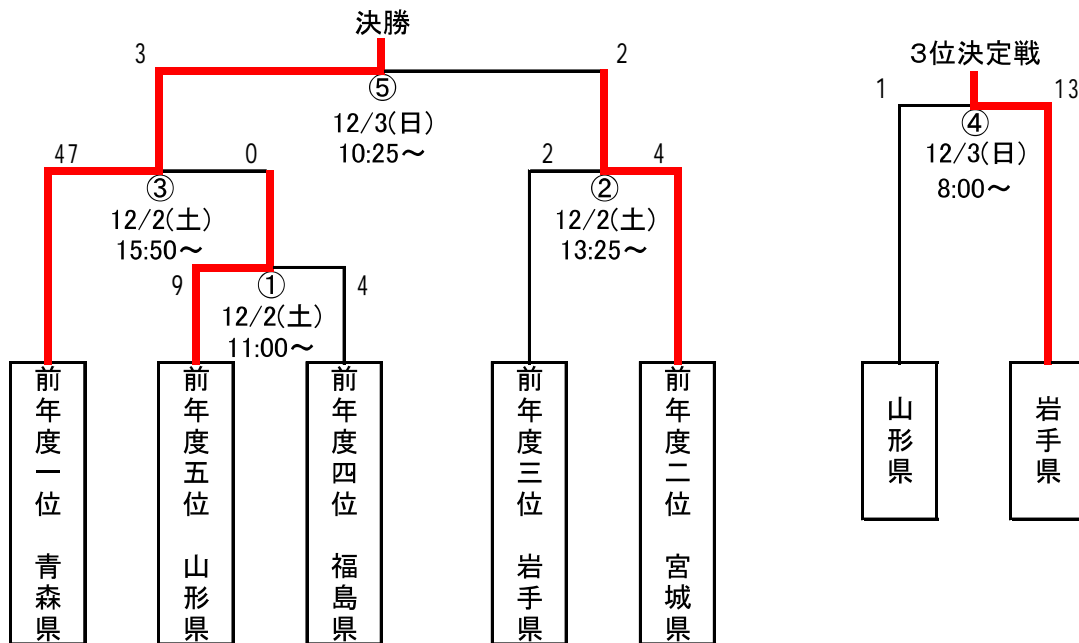 決勝
3
2
⑤
12/3(日)
10:25～
47
0
③
12/2(土)
15:50～
2
4
②
12/2(土)
13:25～
9
4
①
12/2(土)
11:00～
前年度一位 青森県
前年度五位 山形県
前年度四位 福島県
前年度三位 岩手県
前年度二位 宮城県
3位決定戦
1
13
④
12/3(日)
8:00～
山形県
岩手県